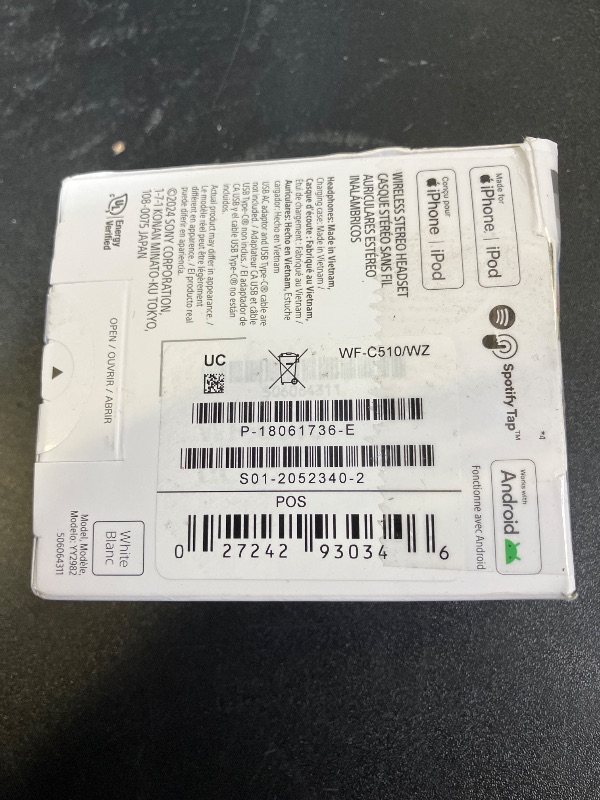 Made for
iPhone | iPod
Conçu pour
iPhone | iPod
WIRELESS STEREO HEADSET
CASQUE STÉRÉO SANS FIL
AURICULARES ESTÉREO
INALÁMBRICOS
Headphones: Made in Vietnam,
Charging case: Made in Vietnam /
Casque d'écoute : Fabriqué au Vietnam,
Étui de chargement : Fabriqué au Vietnam /
Auriculares: Hecho en Vietnam, Estuche
cargador: Hecho en Vietnam
USB AC adaptor and USB Type-C® cable are
not included. / Adaptateur CA USB et câble
USB Type-C® non inclus. / El adaptador de
CA USB y el cable USB Type-C® no están
incluidos.
Actual product may differ in appearance. /
Le modèle réel peut être légèrement
différent en apparence. / El producto real
puede diferir en apariencia.
©2024 SONY CORPORATION,
1-7-1 KONAN MINATO-KU TOKYO,
108-0075 JAPAN
UL Energy
Verified
Spotify Tap™
*4
Works with
Android
Fonctionne avec Android
OPEN / OUVRIR / ABRIR
UC
WF-C510/WZ
506064311
P-18061736-E
S01-2052340-2
POS
0 27242 93034 6
White
Blanc
Model, Modèle,
Modelo: YY2982
506064311